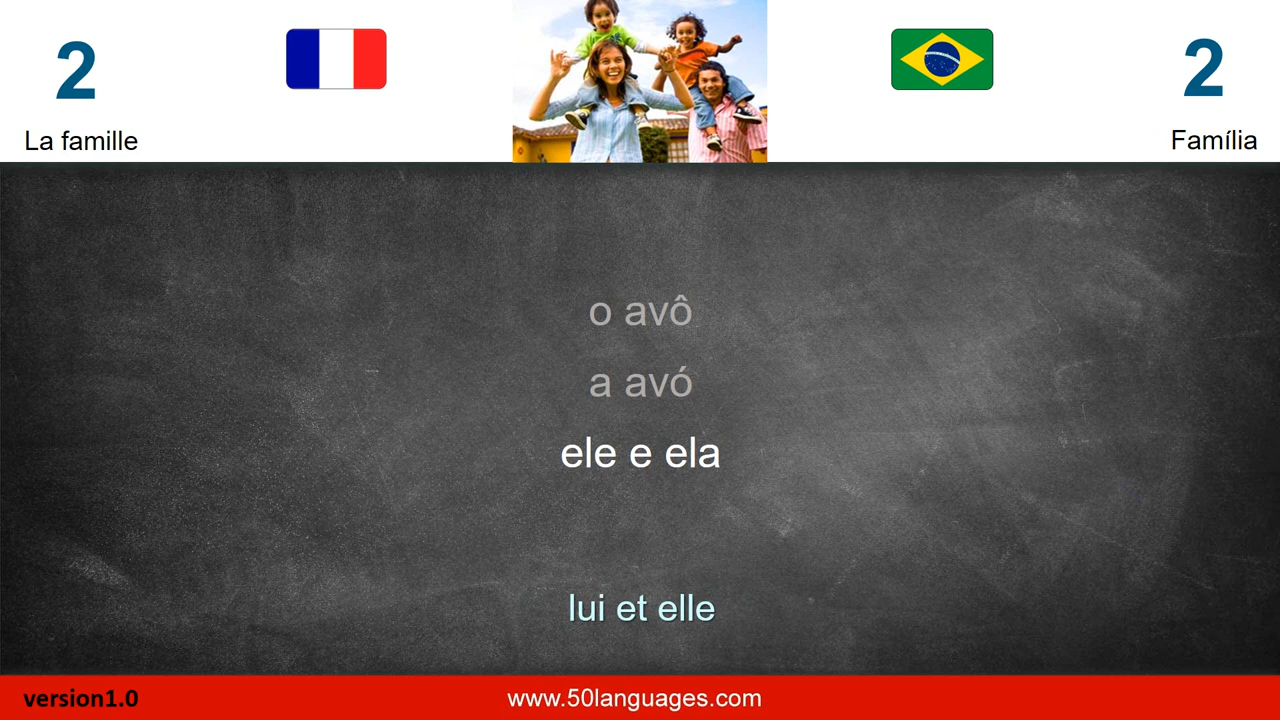 2
La famille
2
Família
o avô
a avó
ele e ela
lui et elle
version1.0
www.50languages.com